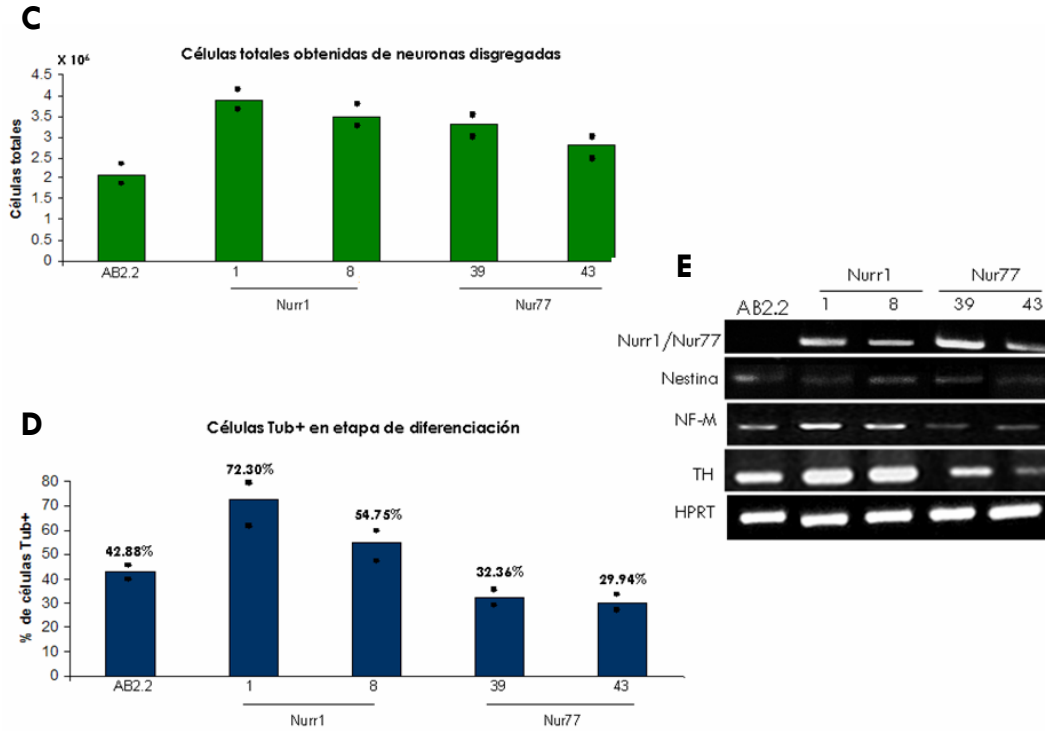 C
Células totales obtenidas de neuronas disgregadas
X 10⁶
Células totales
4.5
4
3.5
3
2.5
2
1.5
1
0.5
0
AB2.2 1 8 39 43
Nurr1 Nur77
D
Células Tub+ en etapa de diferenciación
% de células Tub+
80
70
60
50
40
30
20
10
0
42.88%
72.30%
54.75%
32.36%
29.94%
AB2.2 1 8 39 43
Nurr1 Nur77
E
Nurr1 Nur77
AB2.2 1 8 39 43
Nurr1/Nur77
Nestina
NF-M
TH
HPRT